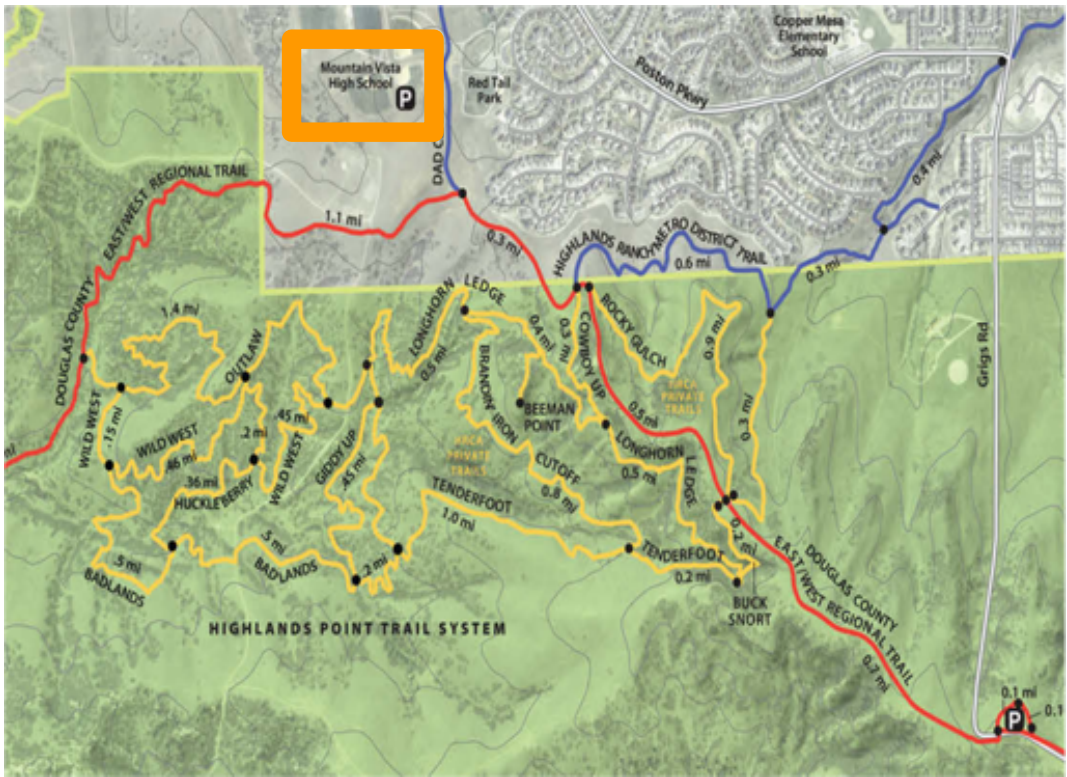 Copper Mesa
Elementary
School
Mountain Vista
High School
P
Red Tail
Park
Poston Pkwy
DAD C
EAST/WEST REGIONAL TRAIL
1.1 mi
0.3 mi
0.4 mi
HIGHLANDS RANCH METRO DISTRICT TRAIL
0.6 mi
0.3 mi
DOUGLAS COUNTY
1.4 mi
OUTLAW
LONGHORN
LEDGE
0.5 mi
0.4 mi
0.3 mi
COWBOY UP
ROCKY GULCH
0.9 mi
Grigs Rd
HRCA
PRIVATE
TRAILS
0.3 mi
0.5 mi
WILD WEST
.15 mi
WILD WEST
.46 mi
.2 mi
.45 mi
WILD WEST
GIDDY UP
.45 mi
BRANDIN' IRON
CUTOFF
0.8 mi
BEEMAN
POINT
HRCA
PRIVATE
TRAILS
LONGHORN
LEDGE
0.5 mi
.36 mi
HUCKLEBERRY
TENDERFOOT
1.0 mi
0.2 mi
.5 mi
BADLANDS
.5 mi
BADLANDS
.2 mi
TENDERFOOT
0.2 mi
BUCK
SNORT
DOUGLAS COUNTY
EAST/WEST REGIONAL TRAIL
0.7 mi
HIGHLANDS POINT TRAIL SYSTEM
0.1 mi
P
0.1
mi